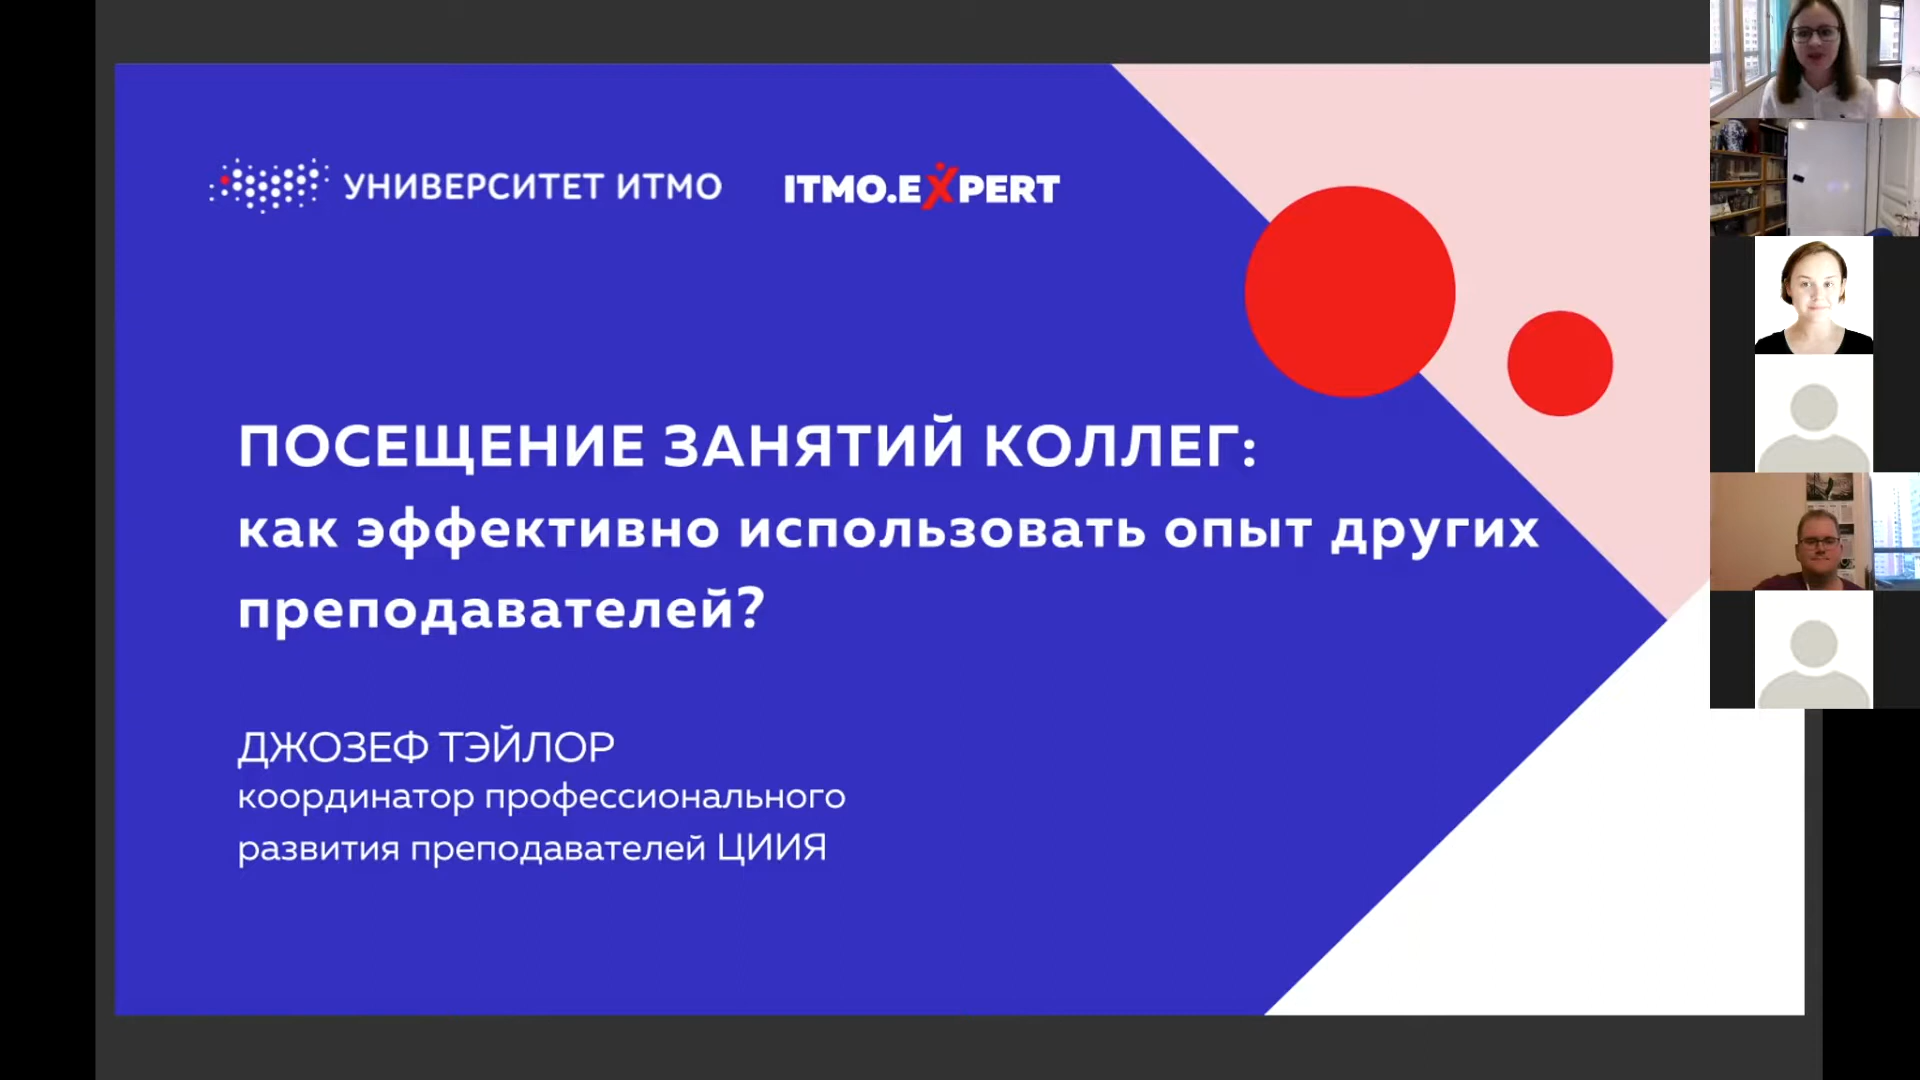 УНИВЕРСИТЕТ ИТМО
ITMO.EXPERT
ПОСЕЩЕНИЕ ЗАНЯТИЙ КОЛЛЕГ:
как эффективно использовать опыт других
преподавателей?
ДЖОЗЕФ ТЭЙЛОР
координатор профессионального
развития преподавателей ЦИИЯ